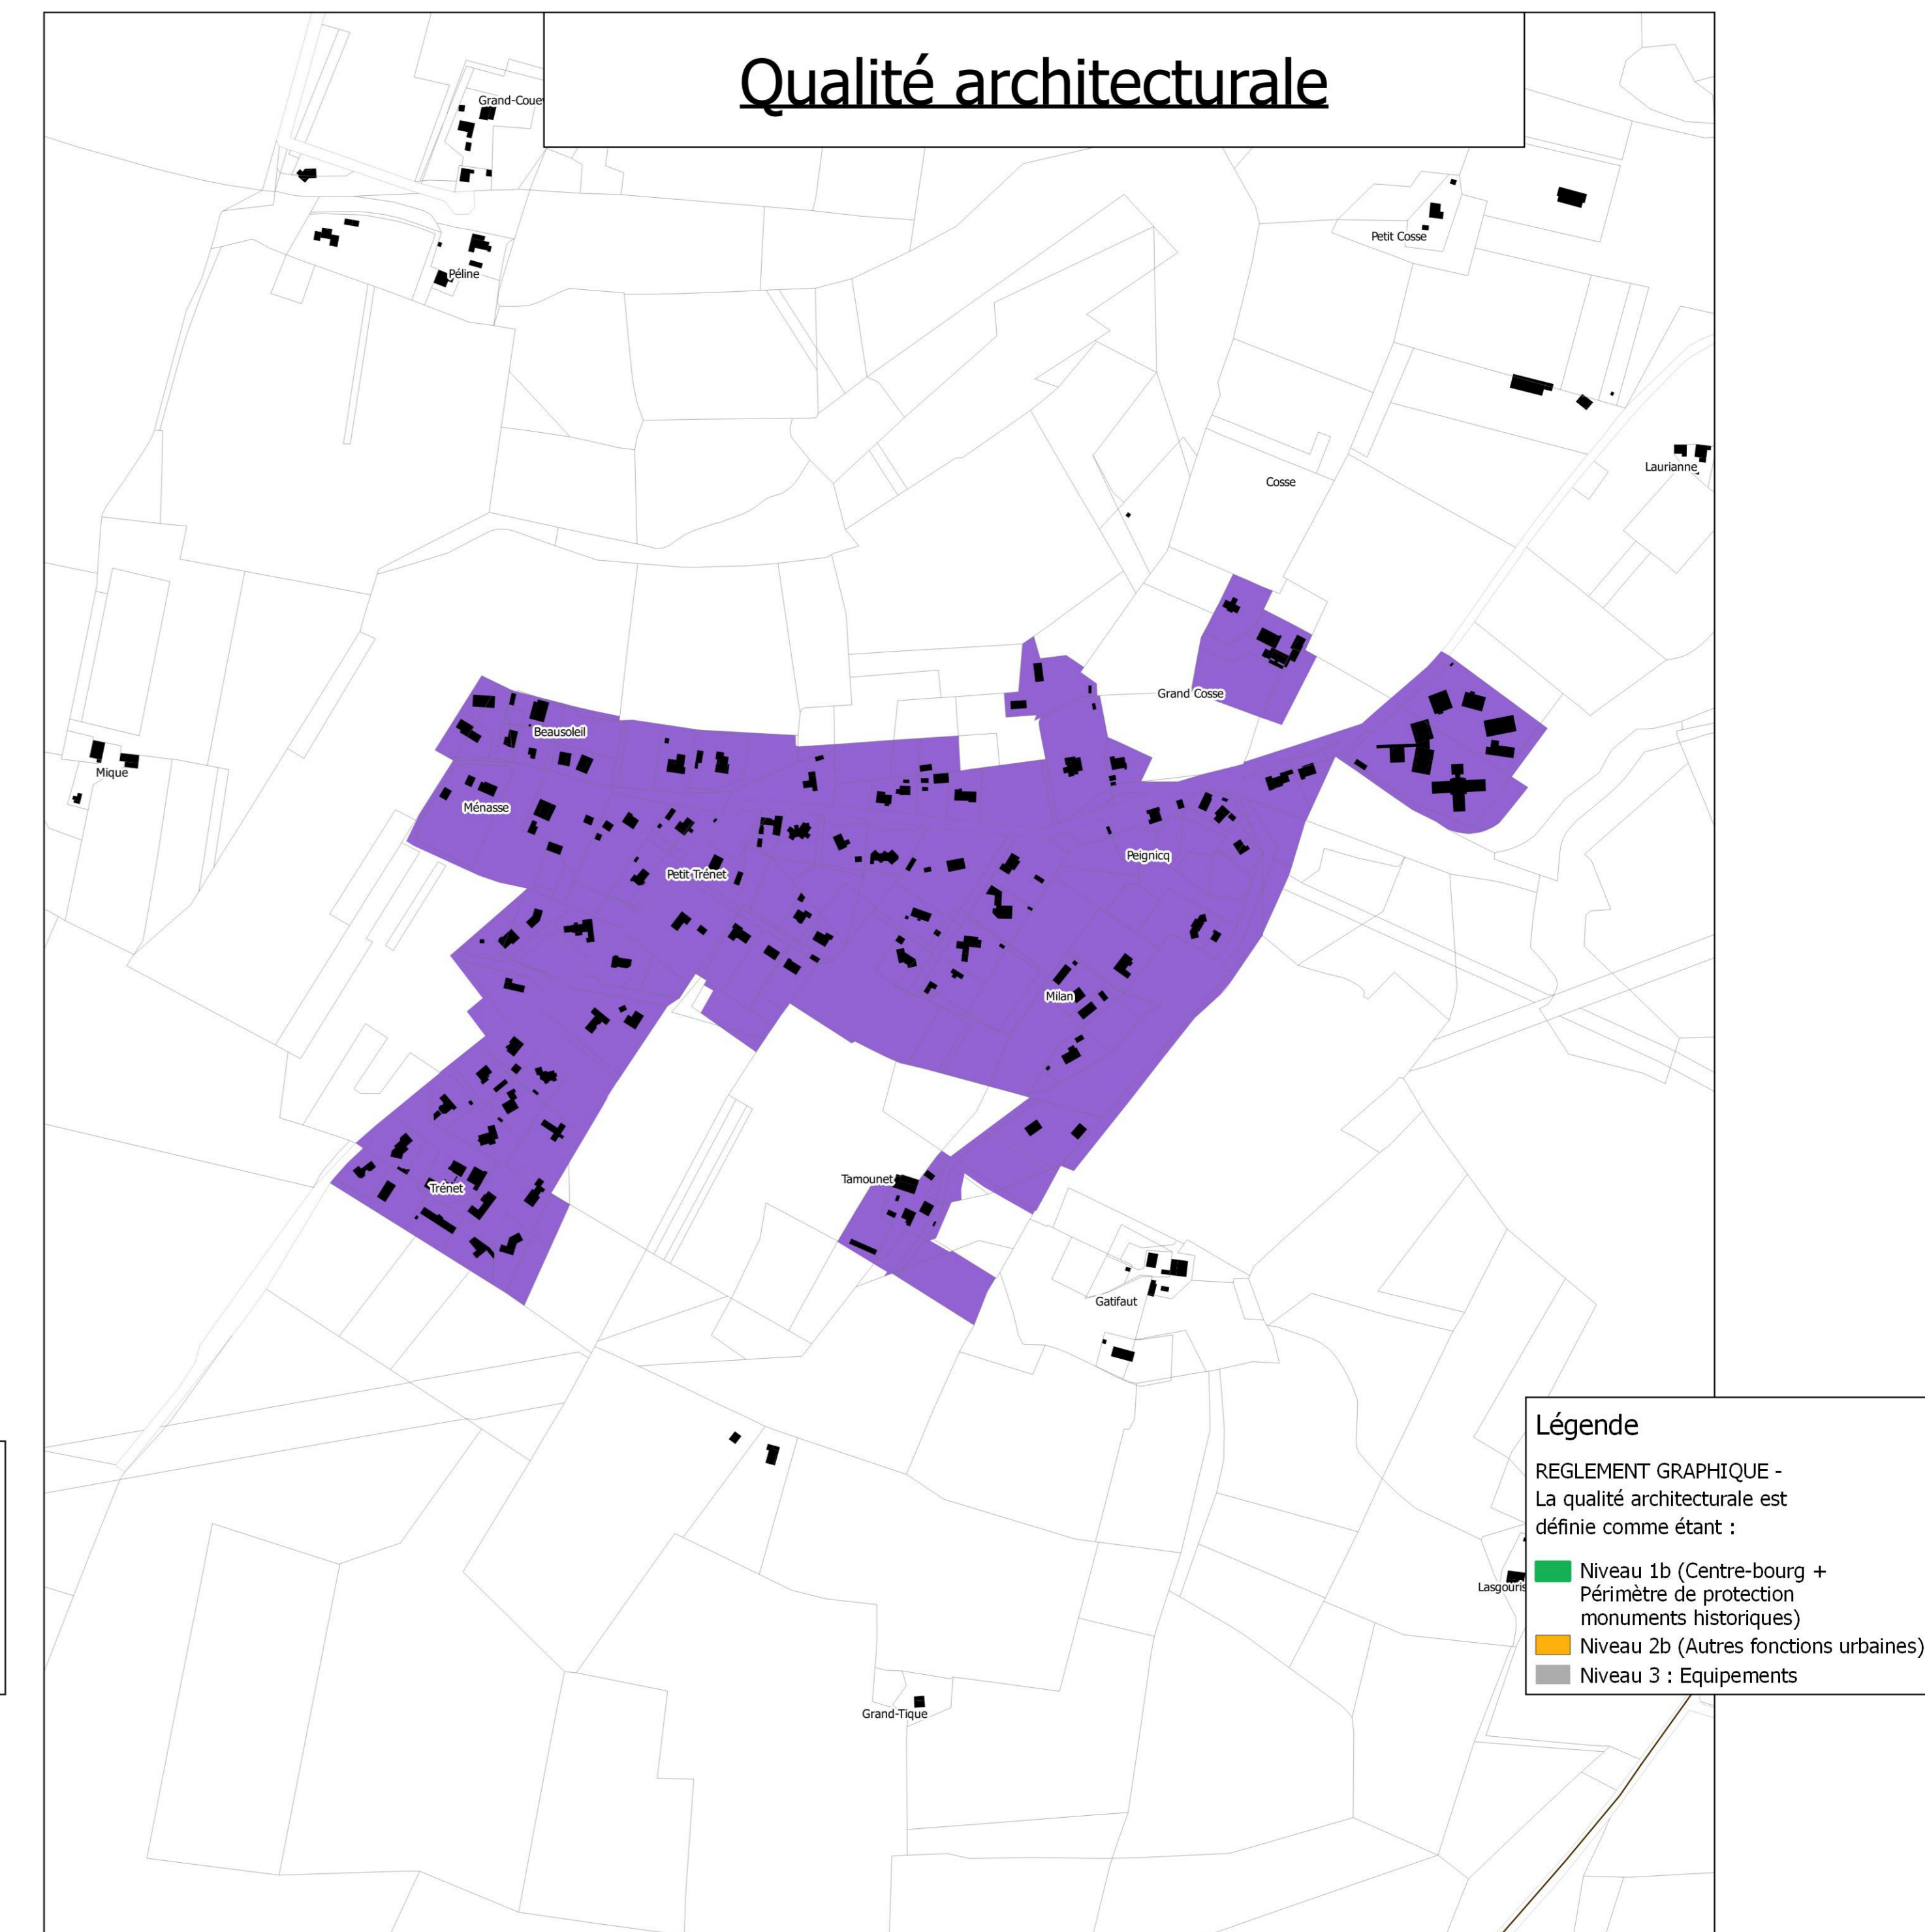 Qualité architecturale
Grand-Coue
Péline
Petit Cosse
Laurianne
Cosse
Grand Cosse
Beausoleil
Mique
Ménasse
Petit Trénet
Peignicq
Milan
Trénet
Tamounet
Gatifaut
Légende
REGLEMENT GRAPHIQUE -
La qualité architecturale est
définie comme étant :
Niveau 1b (Centre-bourg +
Périmètre de protection
monuments historiques)
Niveau 2b (Autres fonctions urbaines)
Niveau 3 : Equipements
Lasgouris
Grand-Tique